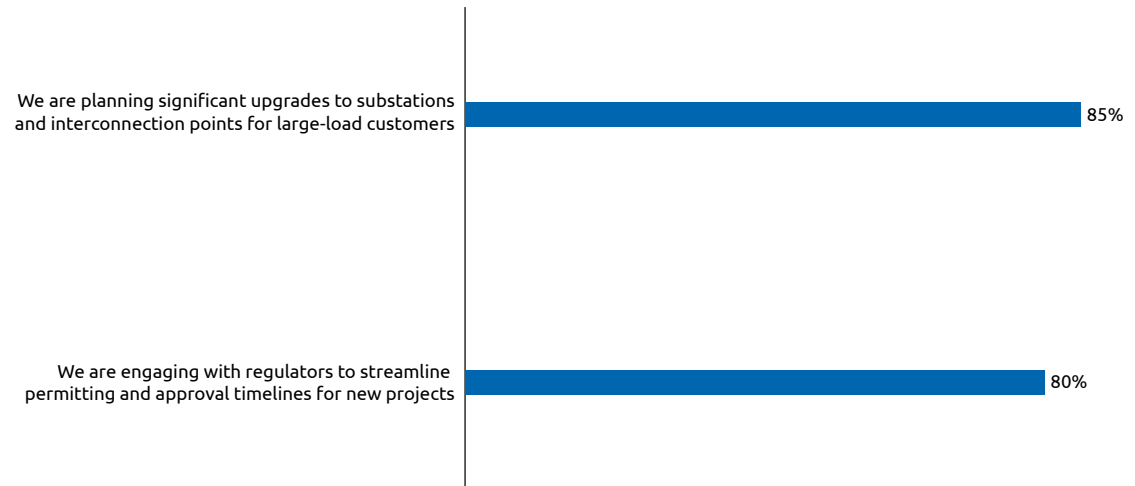 We are planning significant upgrades to substations
and interconnection points for large-load customers
85%
We are engaging with regulators to streamline
permitting and approval timelines for new projects
80%